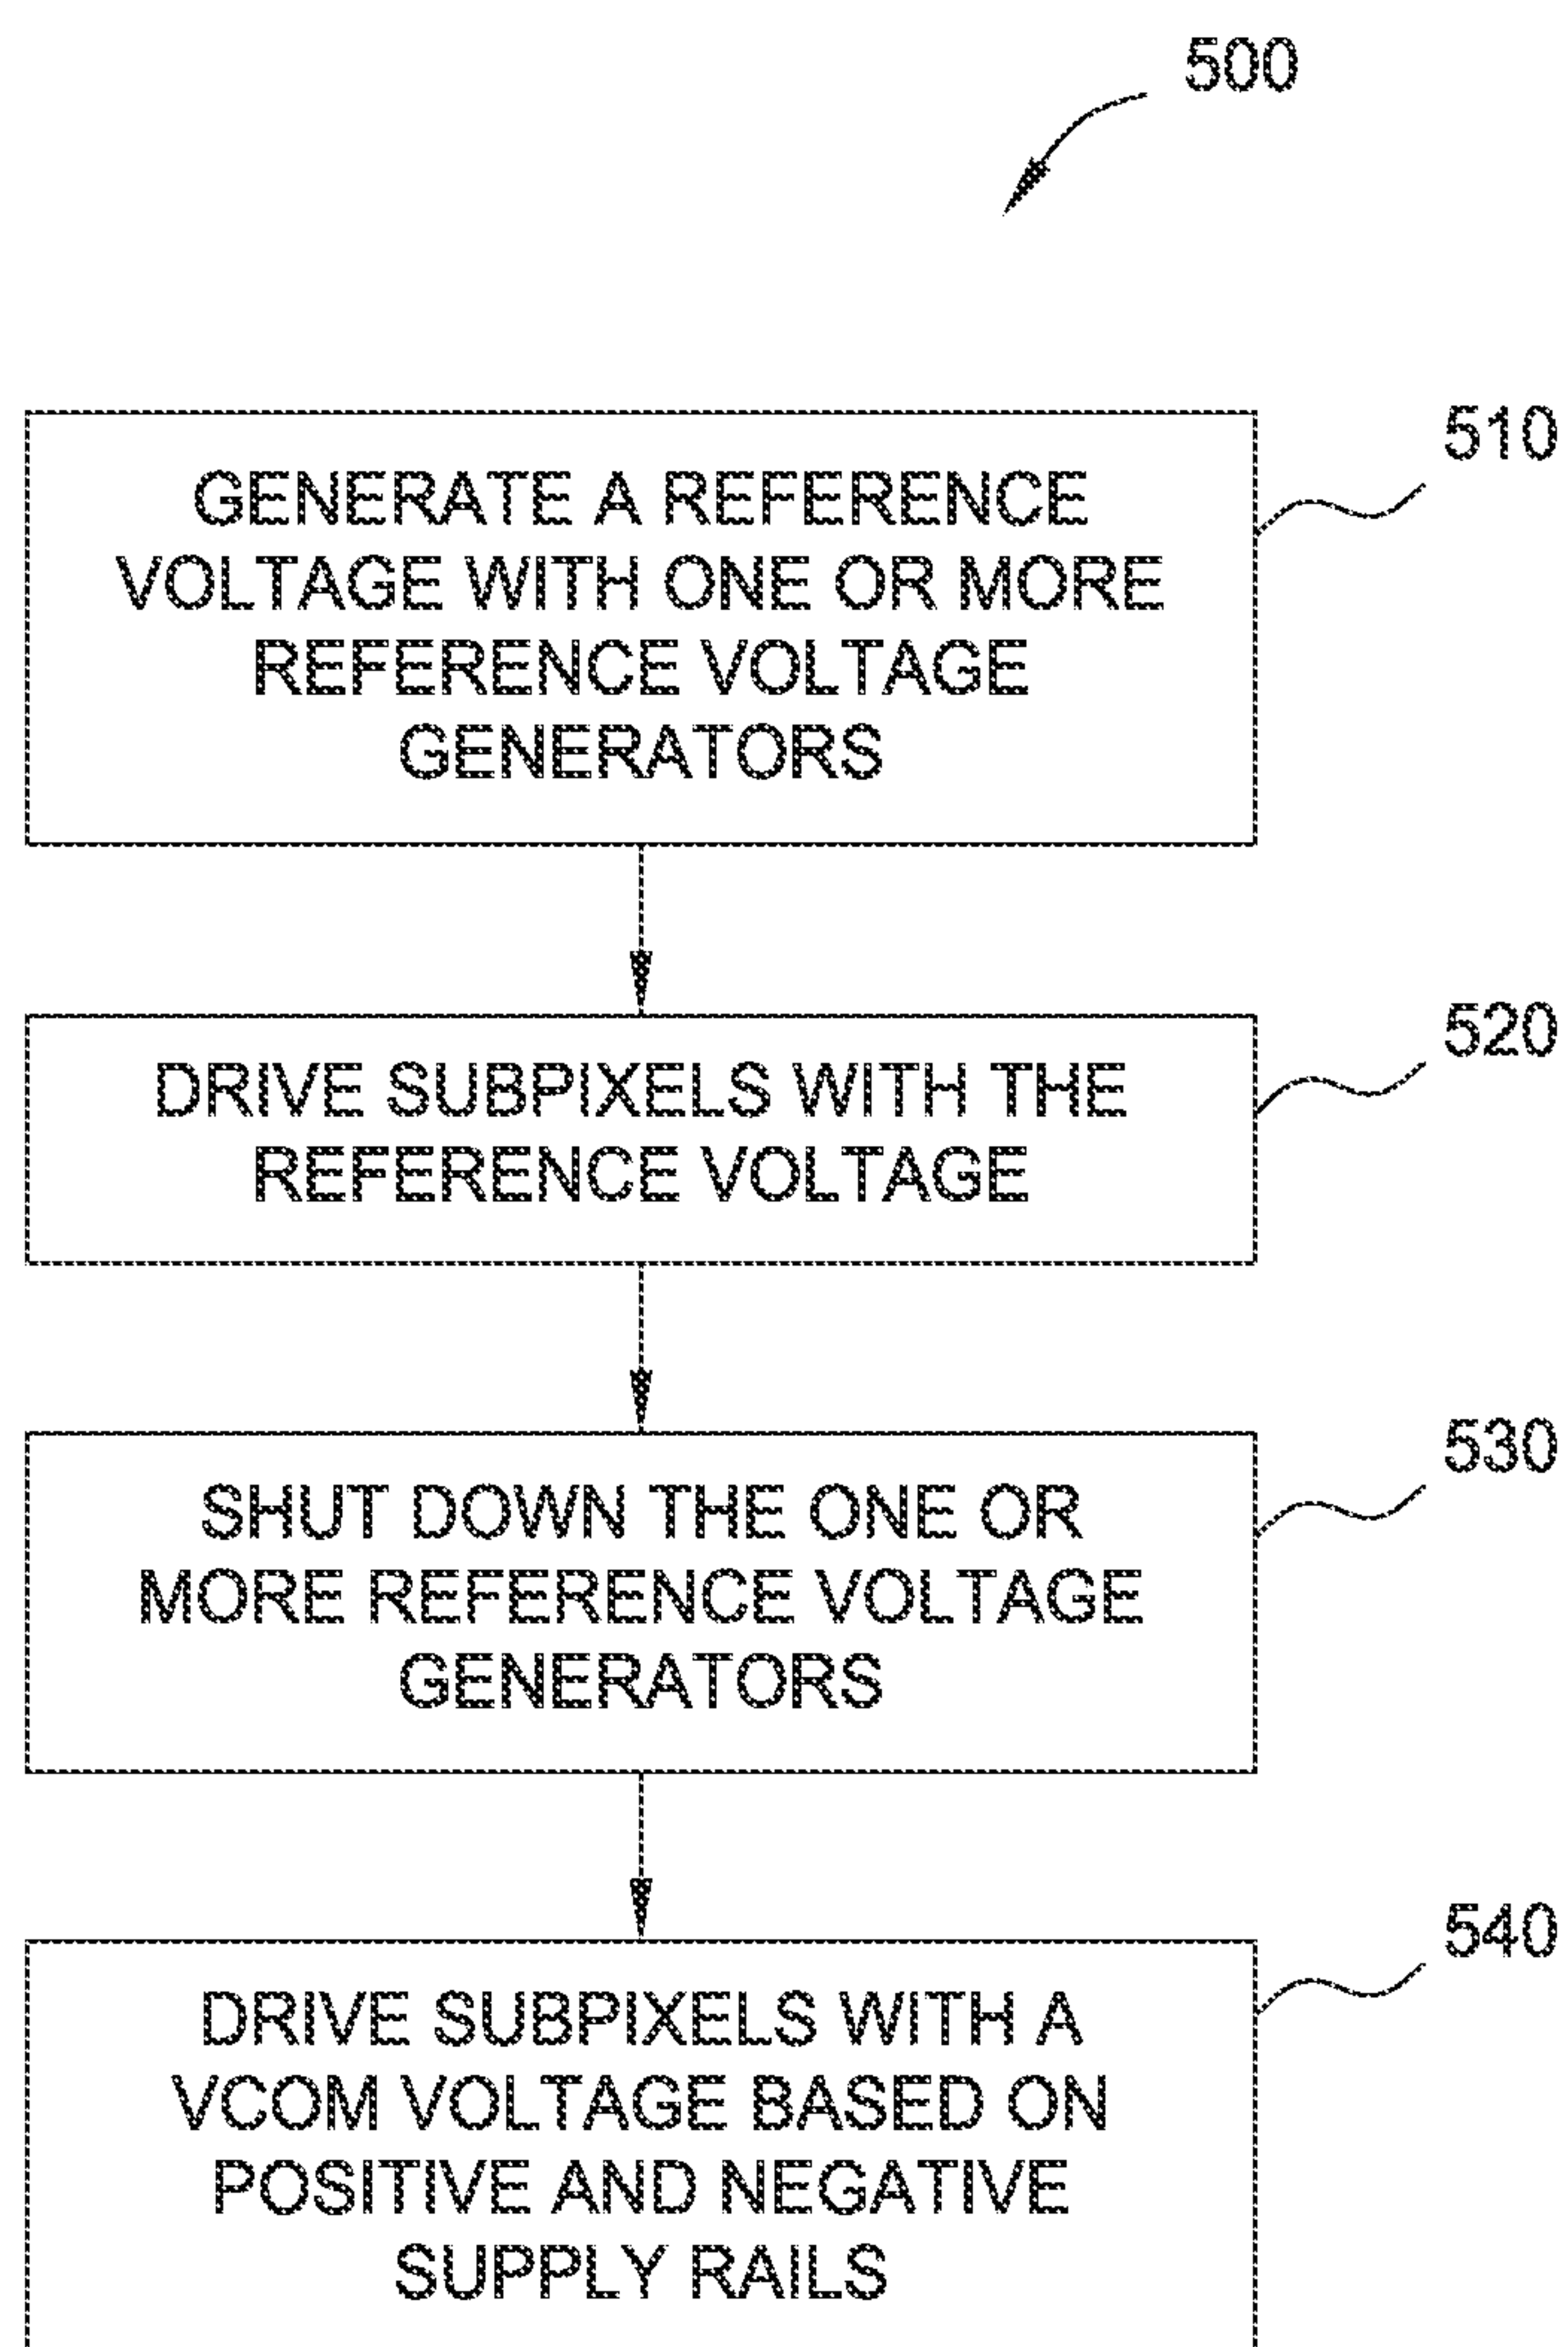 500
GENERATE A REFERENCE
VOLTAGE WITH ONE OR MORE
REFERENCE VOLTAGE
GENERATORS
510
DRIVE SUBPIXELS WITH THE
REFERENCE VOLTAGE
520
SHUT DOWN THE ONE OR
MORE REFERENCE VOLTAGE
GENERATORS
530
DRIVE SUBPIXELS WITH A
VCOM VOLTAGE BASED ON
POSITIVE AND NEGATIVE
SUPPLY RAILS
540